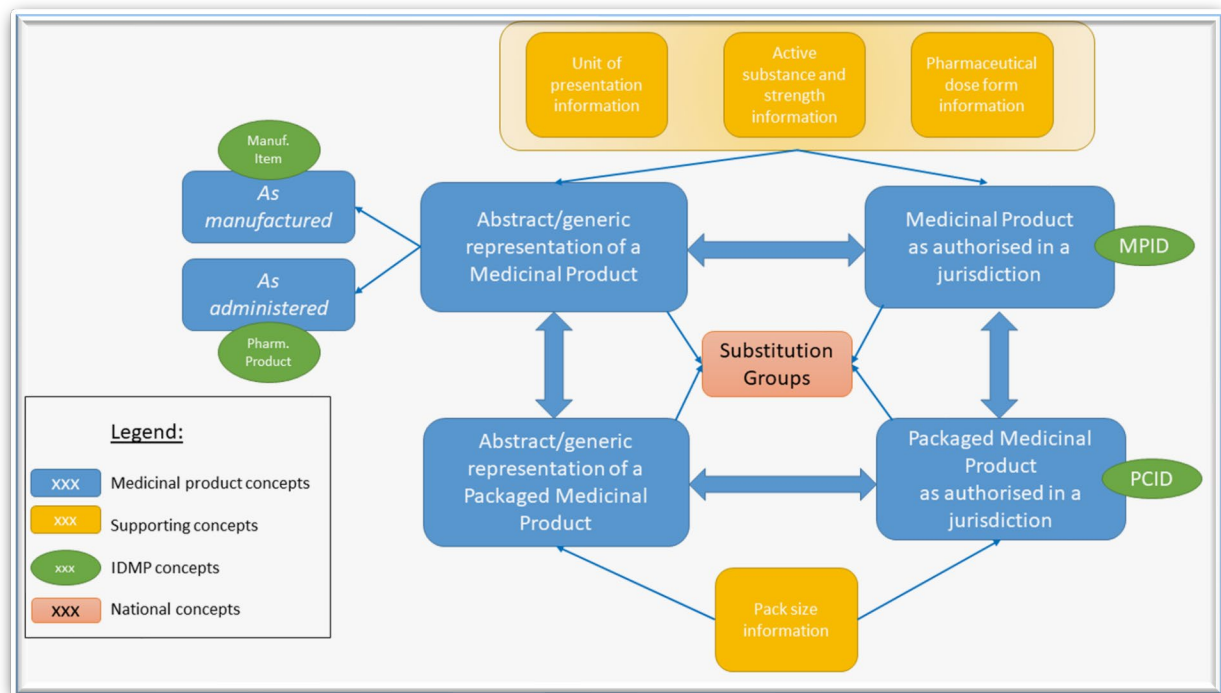 Unit of
presentation
information
Active
substance and
strength
information
Pharmaceutical
dose form
information
Manuf.
Item
As
manufactured
As
administered
Pharm.
Product
Abstract/generic
representation of a
Medicinal Product
Medicinal Product
as authorised in a
jurisdiction
MPID
Substitution
Groups
Abstract/generic
representation of a
Packaged Medicinal
Product
Packaged Medicinal
Product
as authorised in a
jurisdiction
PCID
Pack size
information
Legend:
XXX Medicinal product concepts
XXX Supporting concepts
xxx IDMP concepts
XXX National concepts